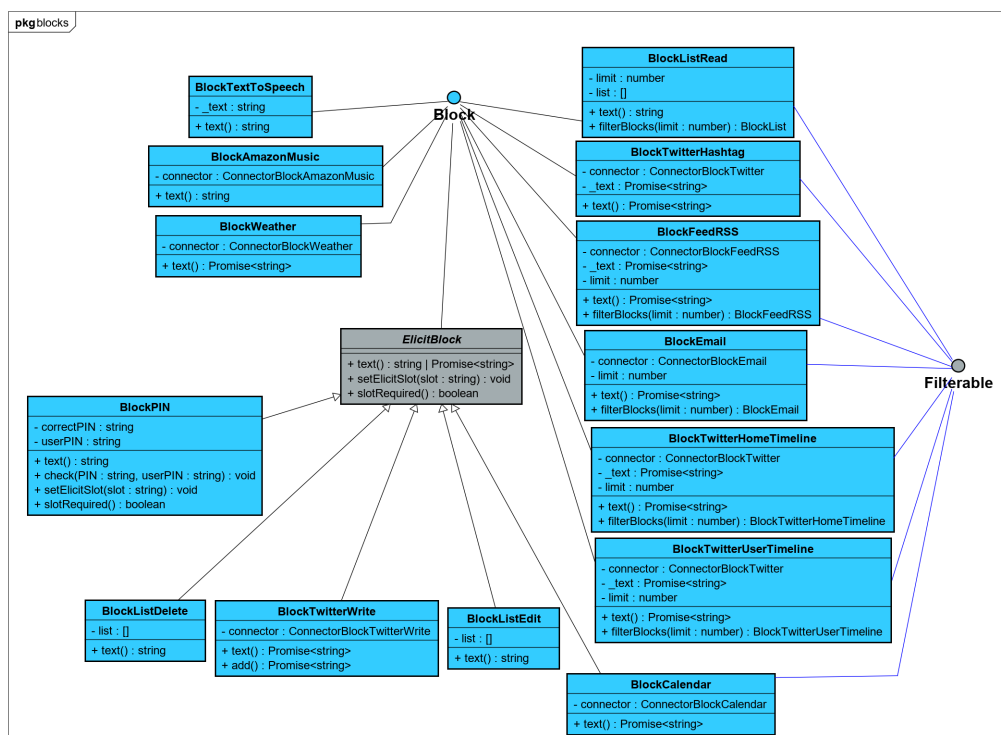 pkg blocks
BlockTextToSpeech
- _text : string
+ text() : string
Block
BlockListRead
- limit : number
- list : []
+ text() : string
+ filterBlocks(limit : number) : BlockList
BlockAmazonMusic
- connector : ConnectorBlockAmazonMusic
+ text() : string
BlockTwitterHashtag
- connector : ConnectorBlockTwitter
- _text : Promise<string>
+ text() : Promise<string>
BlockWeather
- connector : ConnectorBlockWeather
+ text() : Promise<string>
BlockFeedRSS
- connector : ConnectorBlockFeedRSS
- _text : Promise<string>
- limit : number
+ text() : Promise<string>
+ filterBlocks(limit : number) : BlockFeedRSS
ElicitBlock
+ text() : string | Promise<string>
+ setElicitSlot(slot : string) : void
+ slotRequired() : boolean
BlockEmail
- connector : ConnectorBlockEmail
- limit : number
+ text() : Promise<string>
+ filterBlocks(limit : number) : BlockEmail
Filterable
BlockPIN
- correctPIN : string
- userPIN : string
+ text() : string
+ check(PIN : string, userPIN : string) : void
+ setElicitSlot(slot : string) : void
+ slotRequired() : boolean
BlockTwitterHomeTimeline
- connector : ConnectorBlockTwitter
- _text : Promise<string>
- limit : number
+ text() : Promise<string>
+ filterBlocks(limit : number) : BlockTwitterHomeTimeline
BlockTwitterUserTimeline
- connector : ConnectorBlockTwitter
- _text : Promise<string>
- limit : number
+ text() : Promise<string>
+ filterBlocks(limit : number) : BlockTwitterUserTimeline
BlockListDelete
- list : []
+ text() : string
BlockTwitterWrite
- connector : ConnectorBlockTwitterWrite
+ text() : Promise<string>
+ add() : Promise<string>
BlockListEdit
- list : []
+ text() : string
BlockCalendar
- connector : ConnectorBlockCalendar
+ text() : Promise<string>